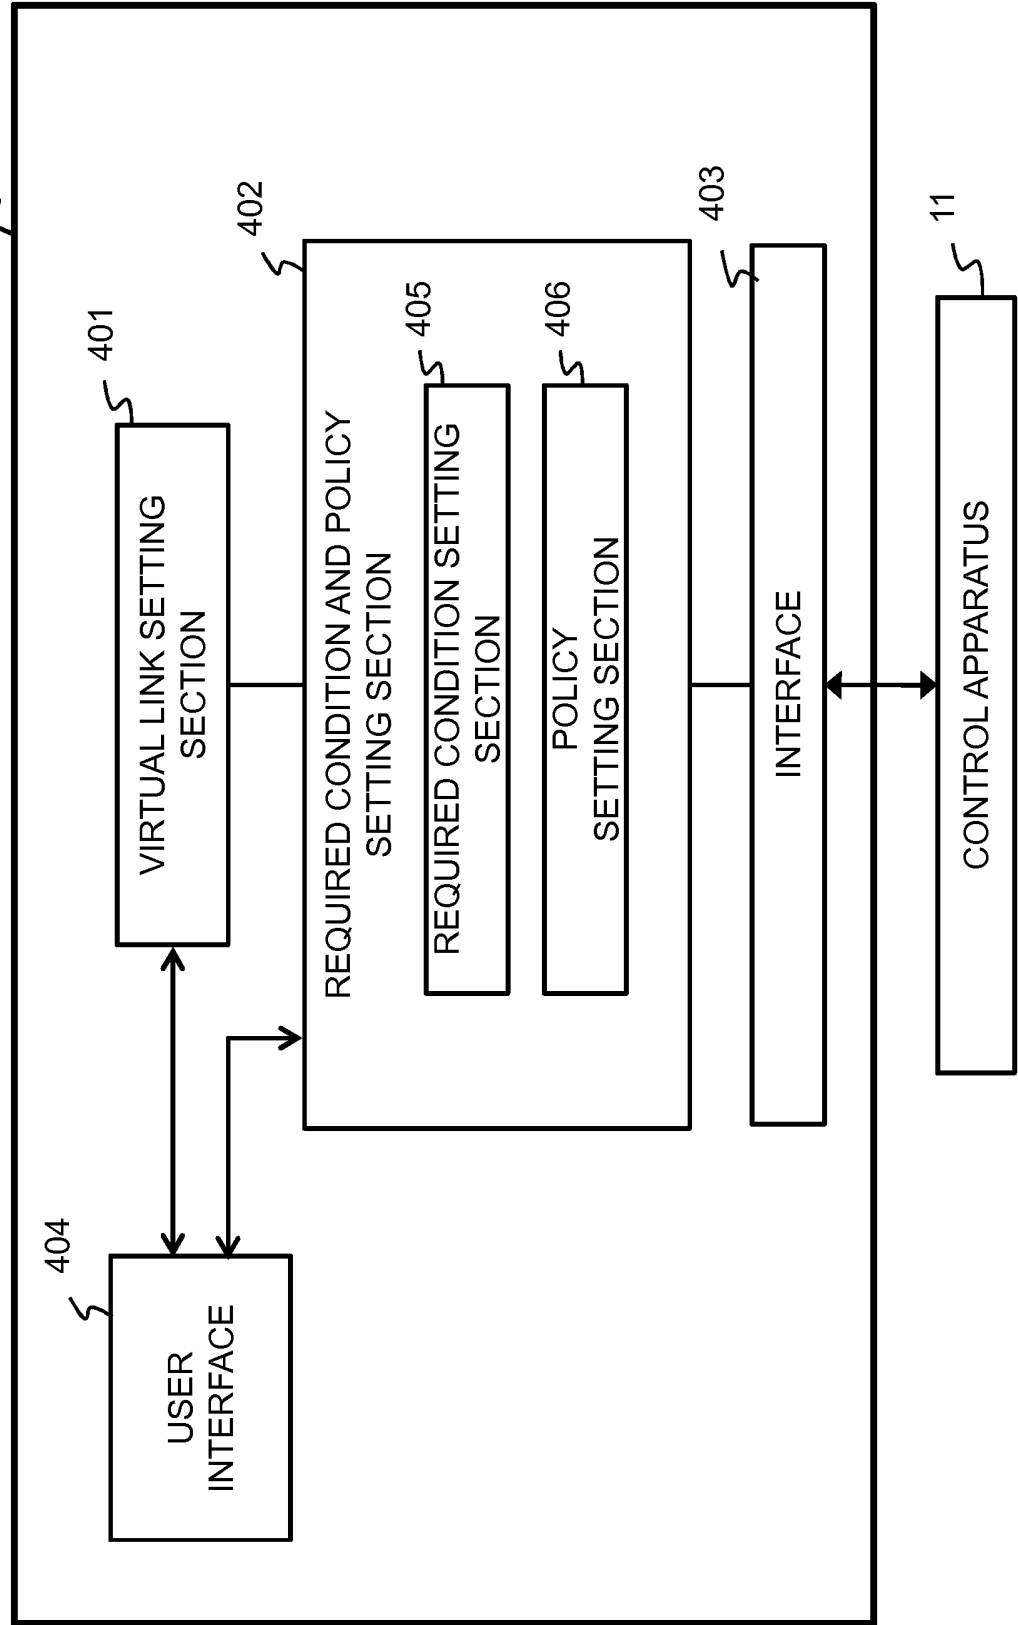 401
VIRTUAL LINK SETTING
SECTION
404
USER
INTERFACE
402
REQUIRED CONDITION AND POLICY
SETTING SECTION
405
REQUIRED CONDITION SETTING
SECTION
406
POLICY
SETTING SECTION
403
INTERFACE
11
CONTROL APPARATUS